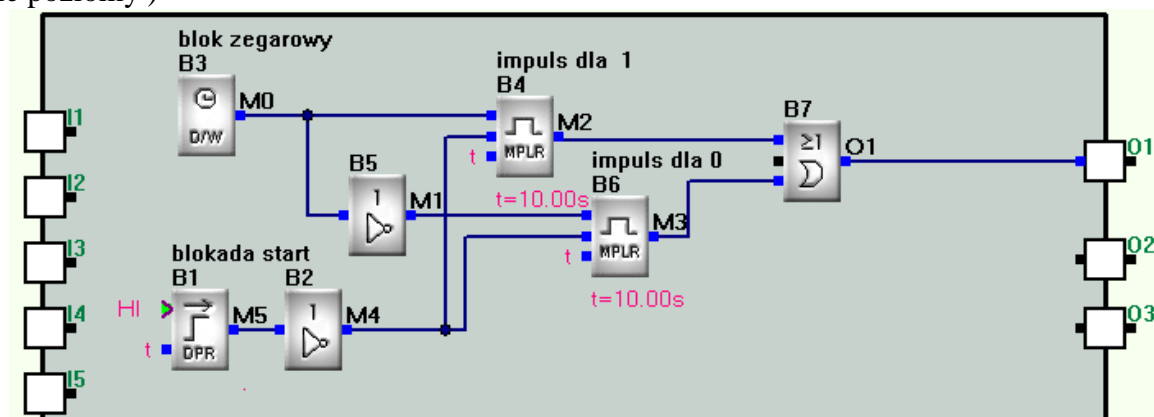 ie poziomy )
blok zegarowy
B3
M0
D/W
impuls dla 1
B4
M2
MPLR
t
t=10.00s
B7
≥1
O1
B5
1
M1
impuls dla 0
B6
M3
MPLR
t
t=10.00s
blokada start
B1
HI
M5
DPR
t
B2
1
M4
I1
I2
I3
I4
I5
O1
O2
O3